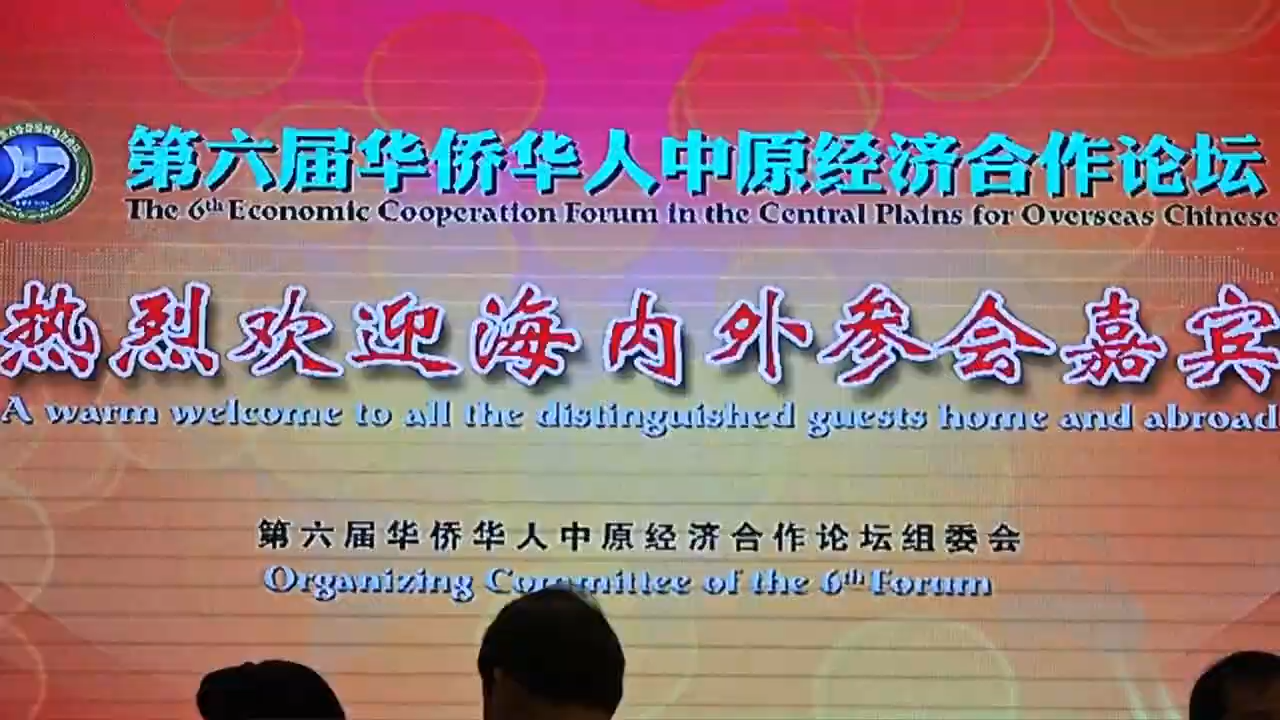 第六届华侨华人中原经济合作论坛
The 6th Economic Cooperation Forum in the Central Plains for Overseas Chinese
热烈欢迎海内外参会嘉宾
A warm welcome to all the distinguished guests home and abroad
第六届华侨华人中原经济合作论坛组委会
Organizing Committee of the 6th Forum